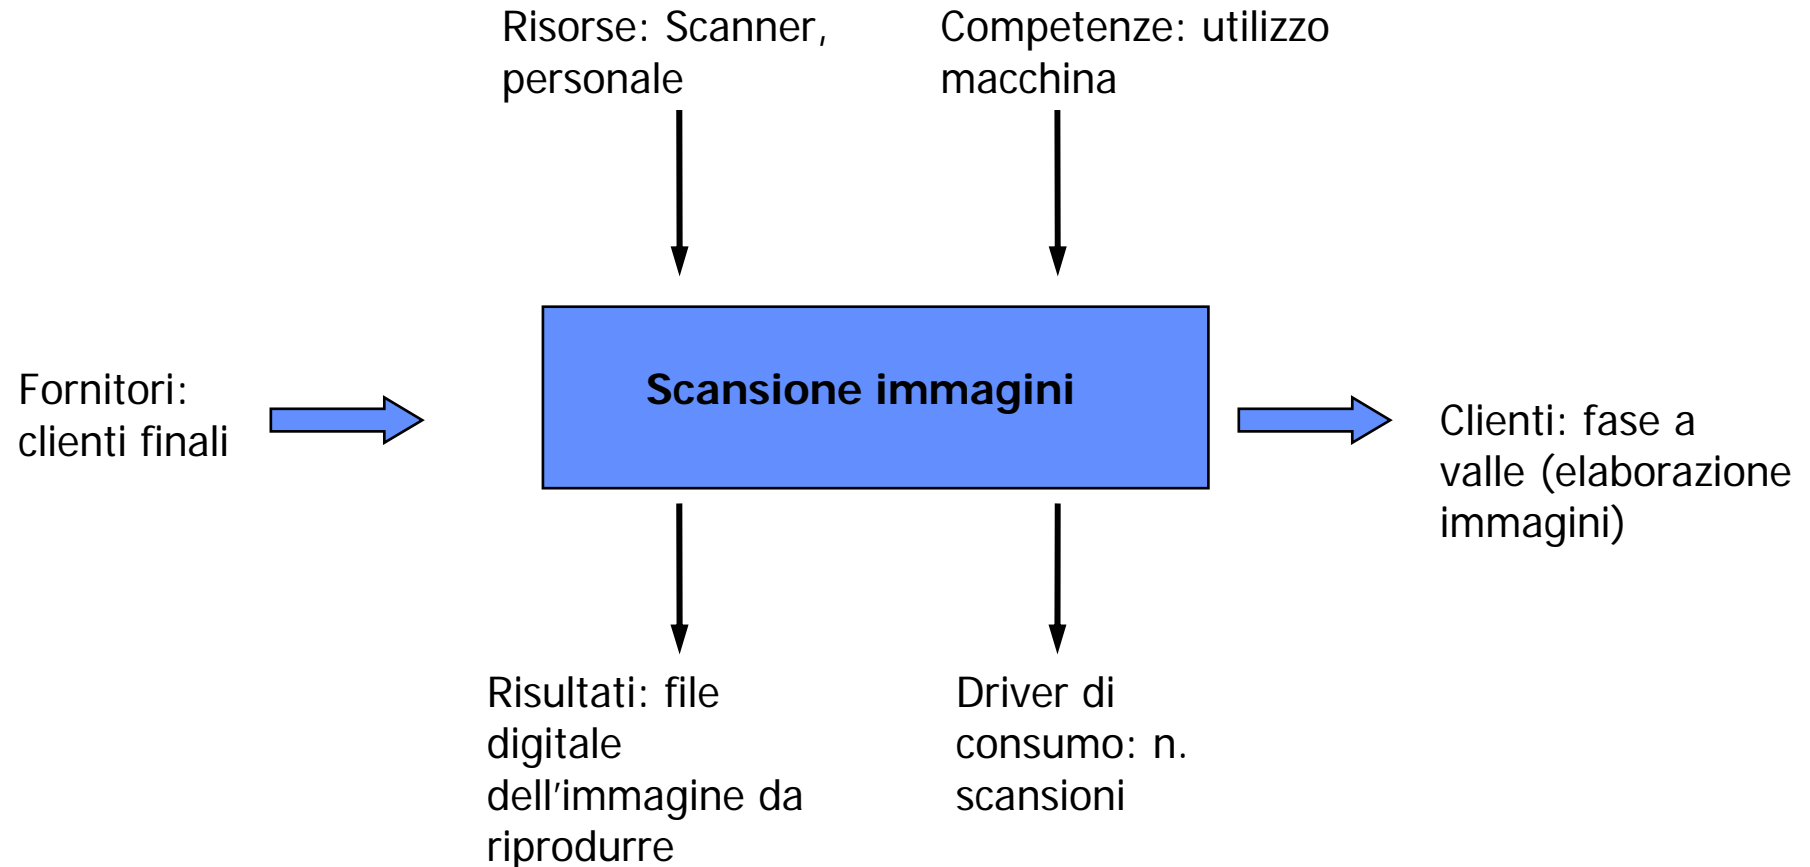 Risorse: Scanner,
personale
Competenze: utilizzo
macchina
Scansione immagini
Fornitori:
clienti finali
Clienti: fase a
valle (elaborazione
immagini)
Risultati: file
digitale
dell'immagine da
riprodurre
Driver di
consumo: n.
scansioni